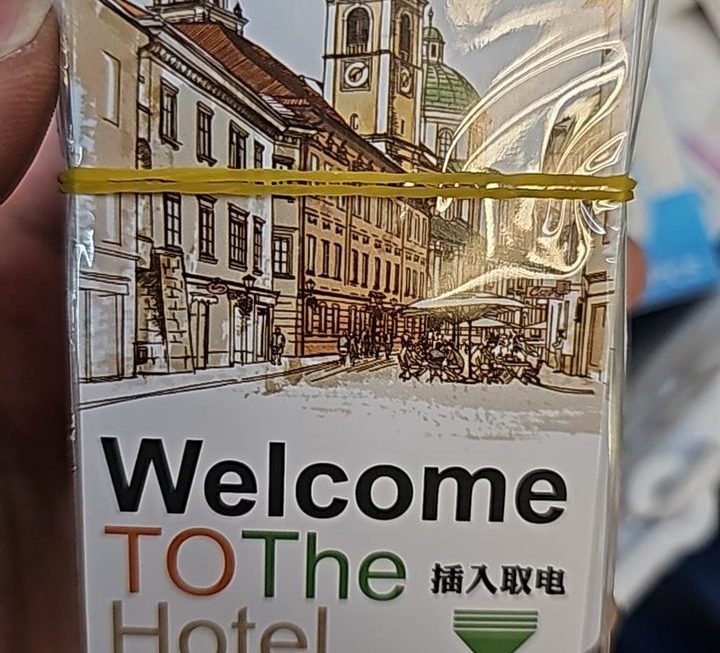 Welcome
TOThe 插入取电
Hotel